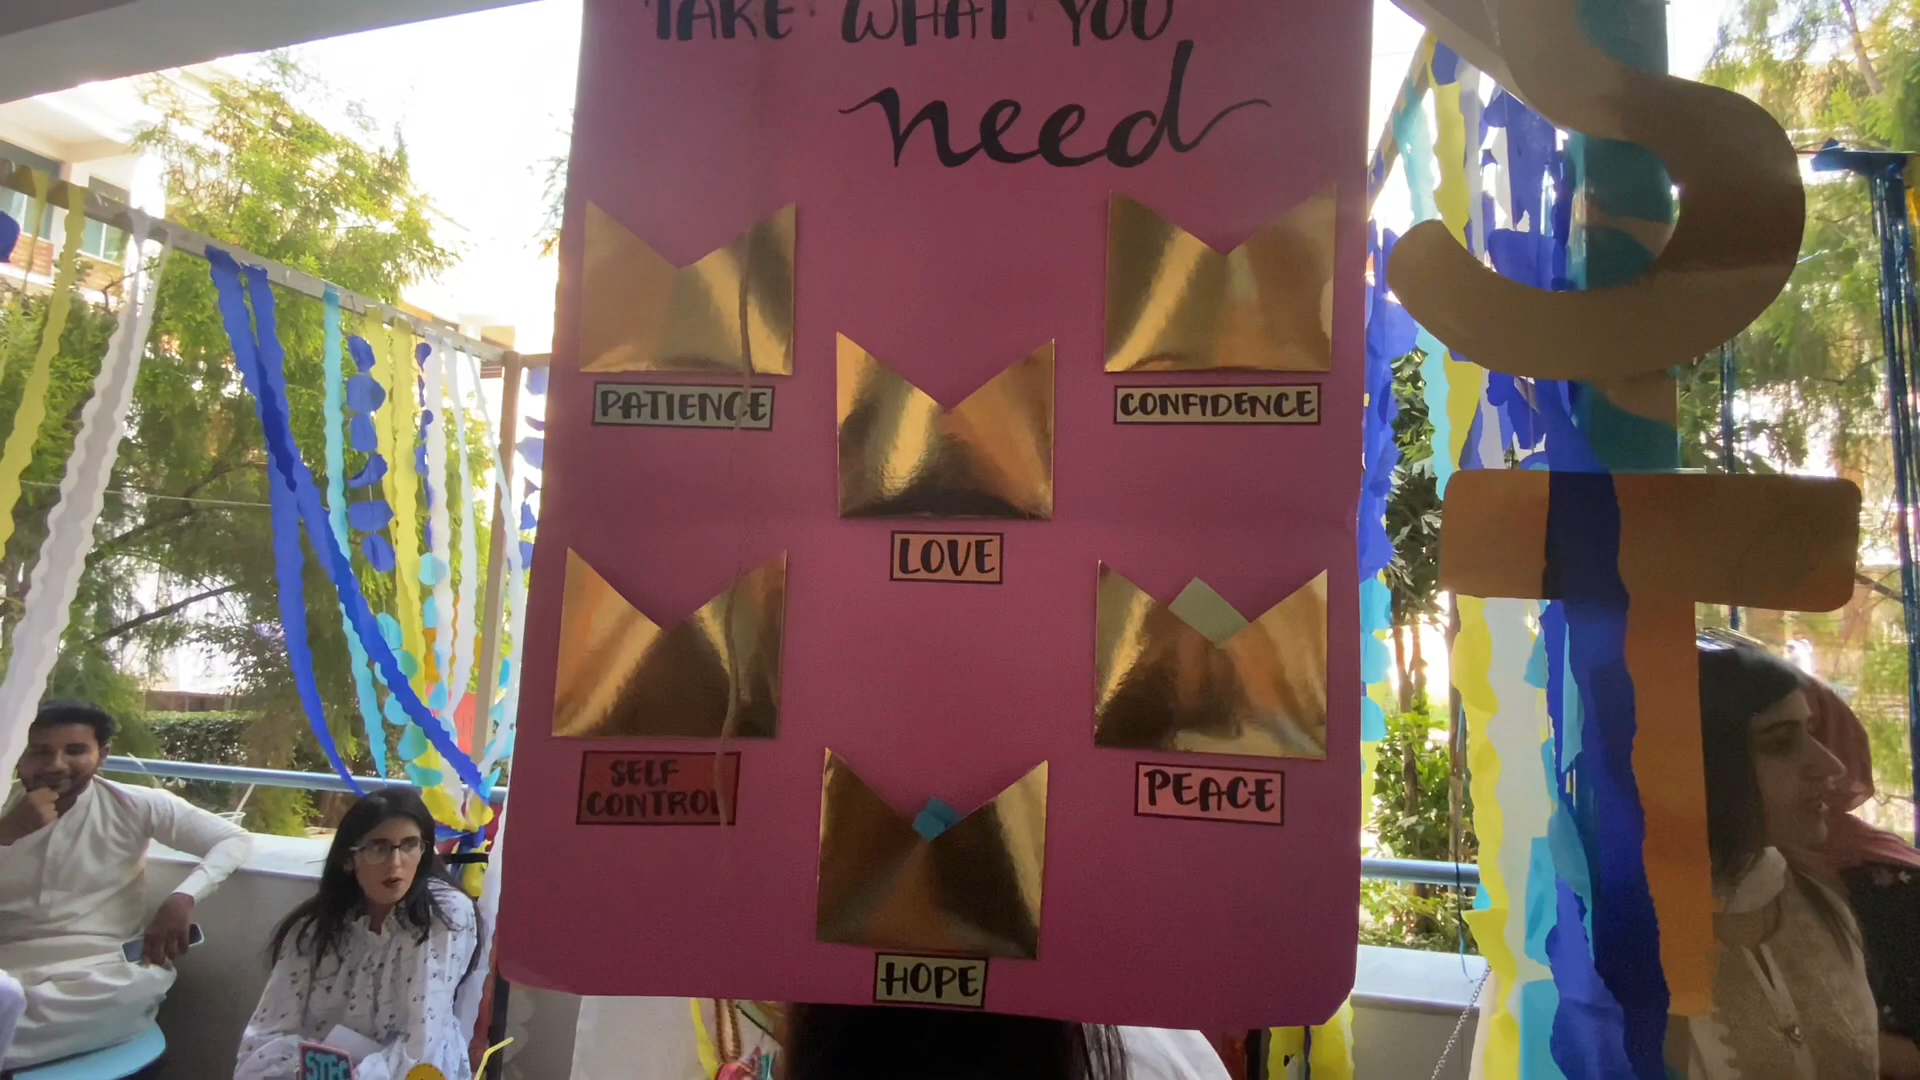 TAKE WHAT YOU
need
PATIENCE
CONFIDENCE
LOVE
SELF
CONTROL
PEACE
HOPE
S
T